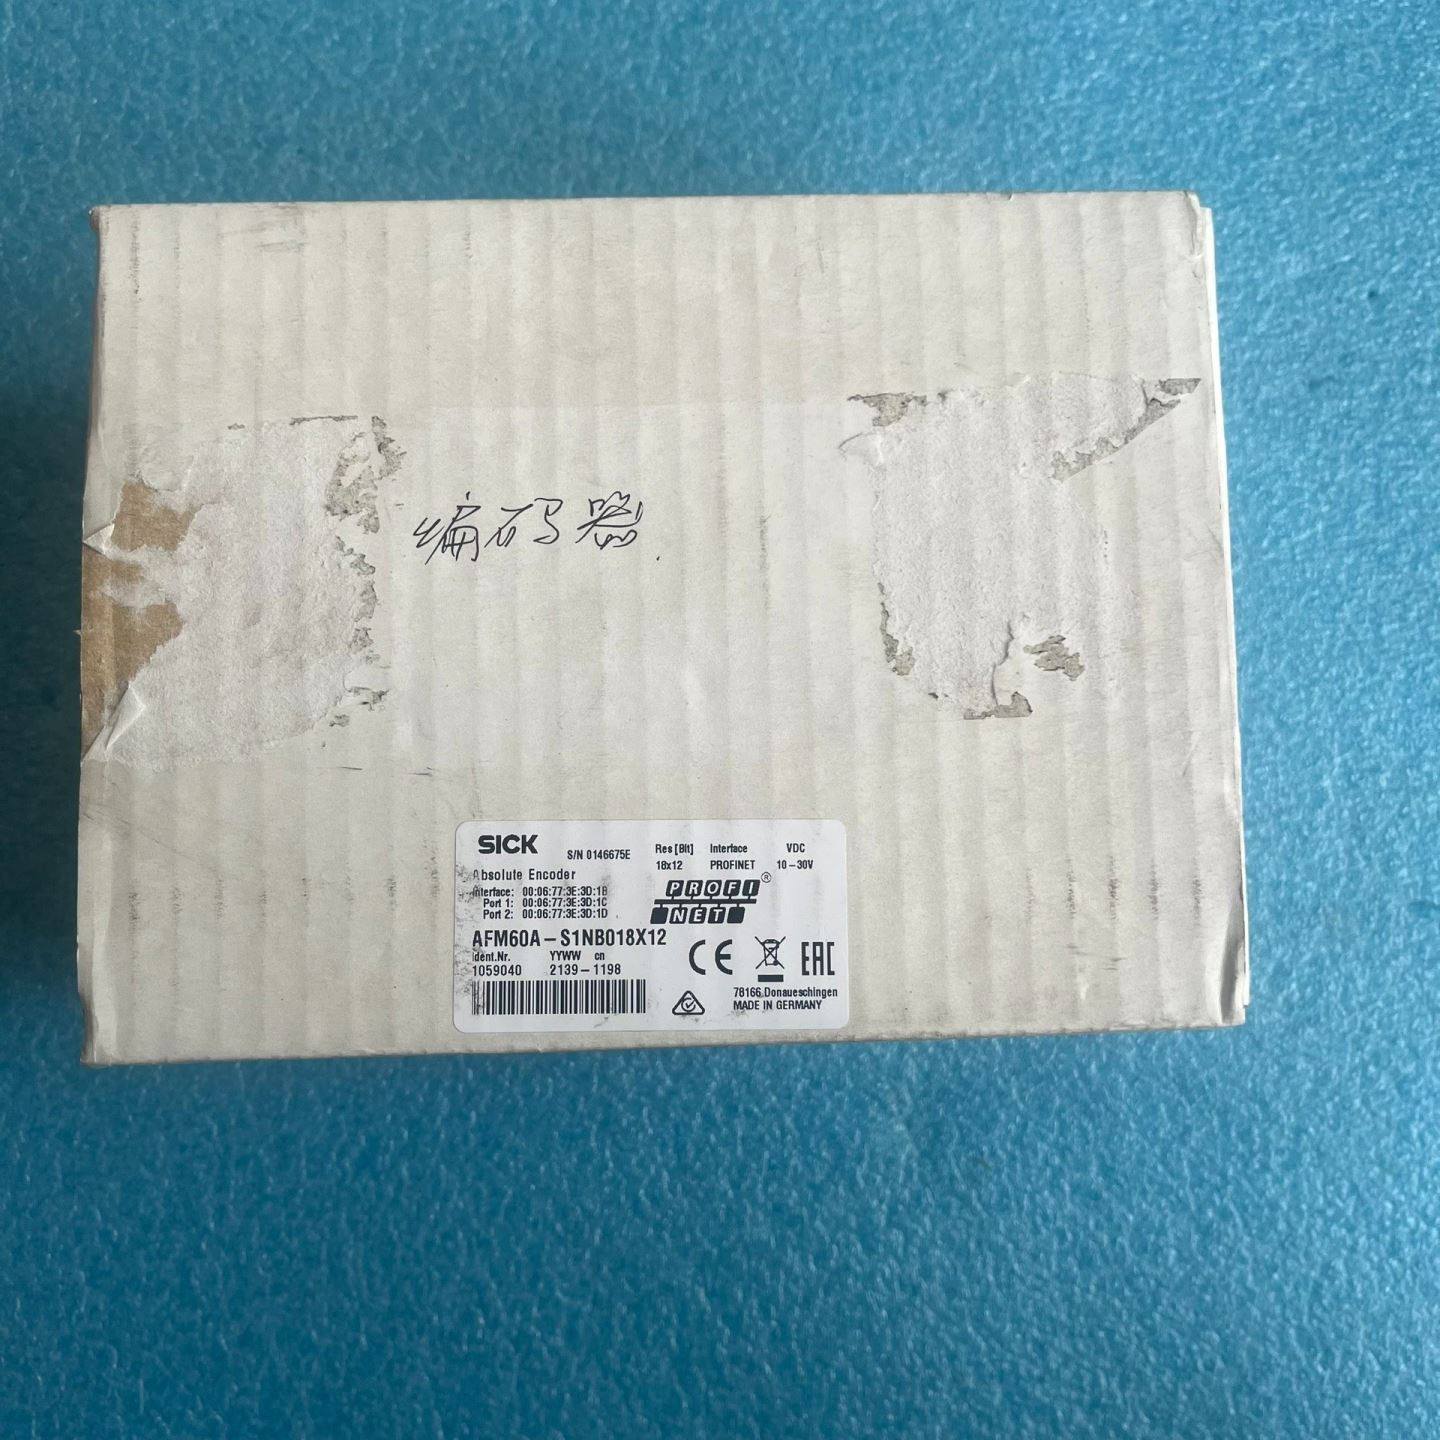 编码器.
SICK
S/N 0146675E
Res [Bit] Interface VDC
18x12 PROFINET 10-30V
Absolute Encoder
Interface: 00:06:77:3E:3D:1B
Port 1: 00:06:77:3E:3D:1C
Port 2: 00:06:77:3E:3D:1D
PROFI®
NET
AFM60A-S1NB018X12
Ident.Nr. YYWW cn
1059040 2139-1198
CE
EAC
78166 Donaueschingen
MADE IN GERMANY